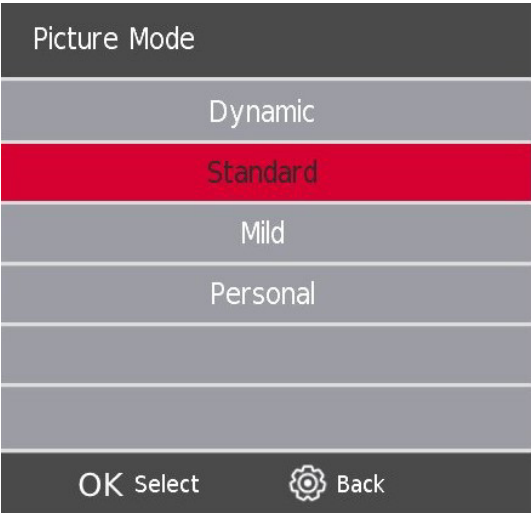 Picture Mode
Dynamic
Standard
Mild
Personal
OK Select Back